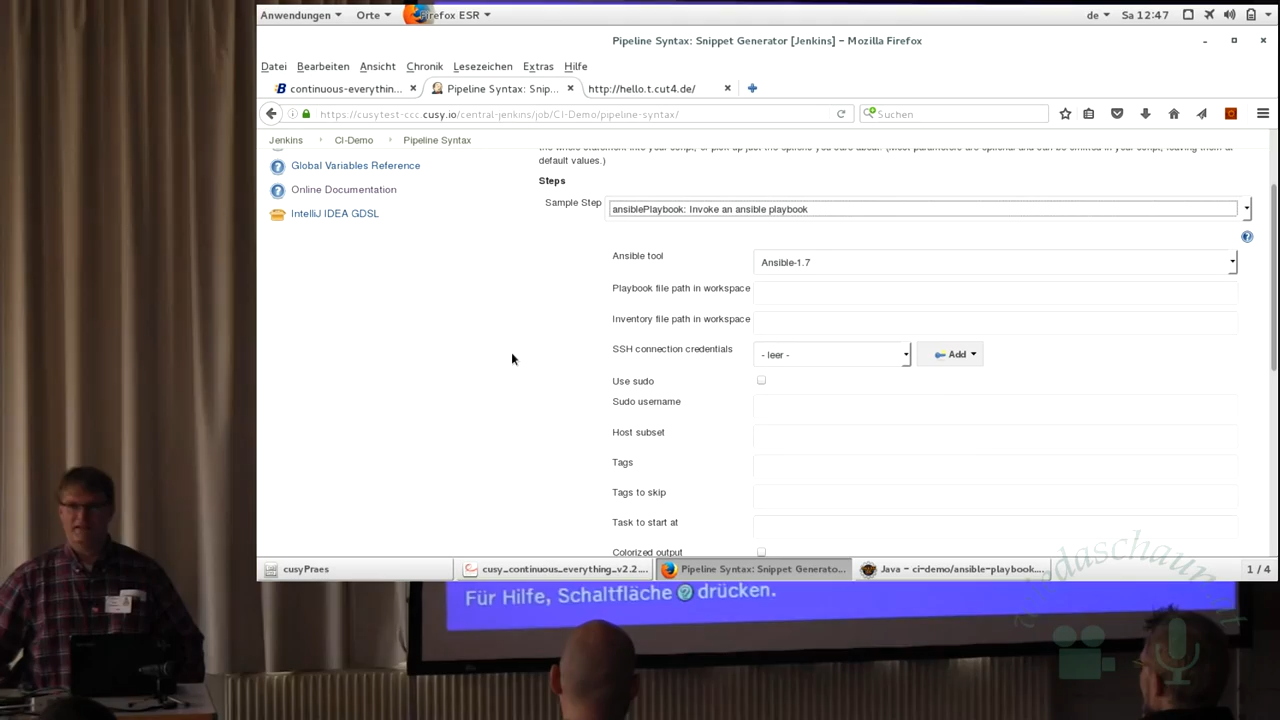 Anwendungen Orte Firefox ESR de Sa 12:47
Pipeline Syntax: Snippet Generator [Jenkins] – Mozilla Firefox
Datei Bearbeiten Ansicht Chronik Lesezeichen Extras Hilfe
continuous-everythin... Pipeline Syntax: Snip... http://hello.t.cut4.de/
https://cusytest-ccc.cusy.io/central-jenkins/job/CI-Demo/pipeline-syntax/ Suchen
Jenkins CI-Demo Pipeline Syntax
default values.)
Global Variables Reference
Online Documentation
IntelliJ IDEA GDSL
Steps
Sample Step ansiblePlaybook: Invoke an ansible playbook
Ansible tool Ansible-1.7
Playbook file path in workspace
Inventory file path in workspace
SSH connection credentials - leer - Add
Use sudo
Sudo username
Host subset
Tags
Tags to skip
Task to start at
Colorized output
cusyPraes cusy_continuous_everything_v2.2.... Pipeline Syntax: Snippet Generato... Java – ci-demo/ansible-playbook.... 1 / 4
Für Hilfe, Schaltfläche ? drücken.